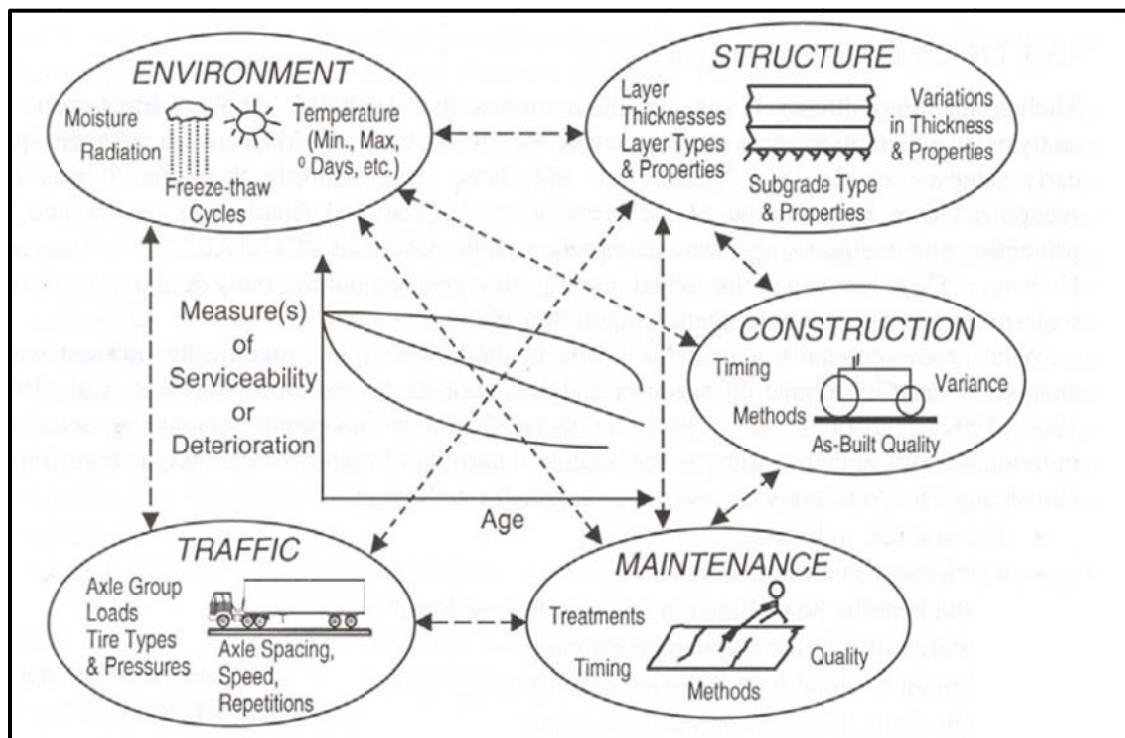 ENVIRONMENT
Moisture
Radiation
Temperature
(Min., Max,
0 Days, etc.)
Freeze-thaw
Cycles
STRUCTURE
Layer
Thicknesses
Layer Types
& Properties
Variations
in Thickness
& Properties
Subgrade Type
& Properties
Measure(s)
of
Serviceability
or
Deterioration
Age
CONSTRUCTION
Timing
Variance
Methods
As-Built Quality
TRAFFIC
Axle Group
Loads
Tire Types
& Pressures
Axle Spacing,
Speed,
Repetitions
MAINTENANCE
Treatments
Timing
Quality
Methods